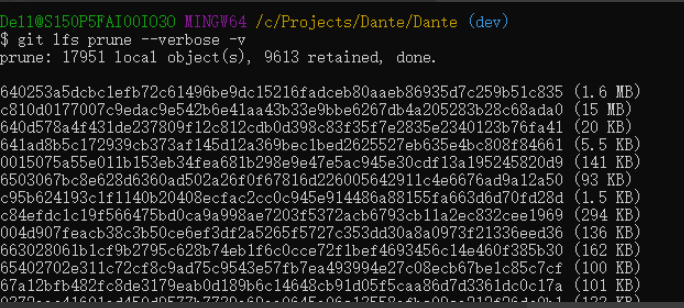 Dell@S150P5FAI00I030 MINGW64 /c/Projects/Dante/Dante (dev)
$ git lfs prune --verbose -v
prune: 17951 local object(s), 9613 retained, done.
640253a5dcbc1efb72c61496be9dc15216fadceb80aaeb86935d7c259b51c835 (1.6 MB)
c810d0177007c9edac9e542b6e41aa43b33e9bbe6267db4a205283b28c68ada0 (15 MB)
640d578a4f431de237809f12c812cdb0d398c83f35f7e2835e2340123b76fa41 (20 KB)
641ad8b5c172939cb373af145d12a369bec1bed2625527eb635e4bc808f84661 (5.5 KB)
0015075a55e011b153eb34fea681b298e9e47e5ac945e30cdf13a195245820d9 (141 KB)
6503067bc8e628d6360ad502a26f0f67816d226005642911c4e6676ad9a12a50 (93 KB)
c95b624193c1f1140b20408ecfac2cc0c945e914486a88155fa663d6d70fd28d (1.5 KB)
c84efdc1c19f566475bd0ca9a998ae7203f5372acb6793cb11a2ec832cee1969 (294 KB)
004d907feacb38c3b50ce6ef3df2a5265f5727c353dd30a8a0973f21336eed36 (136 KB)
663028061b1cf9b2795c628b74eb1f6c0cce72f1bef4693456c14e460f385b30 (162 KB)
65402702e311c72cf8c9ad75c9543e57fb7ea493994e27c08ecb67be1c85c7cf (100 KB)
67a12bfb482fc8de3179eab0d189b6c14648cb91d05f5caa86d7d3361dc0c17a (101 KB)